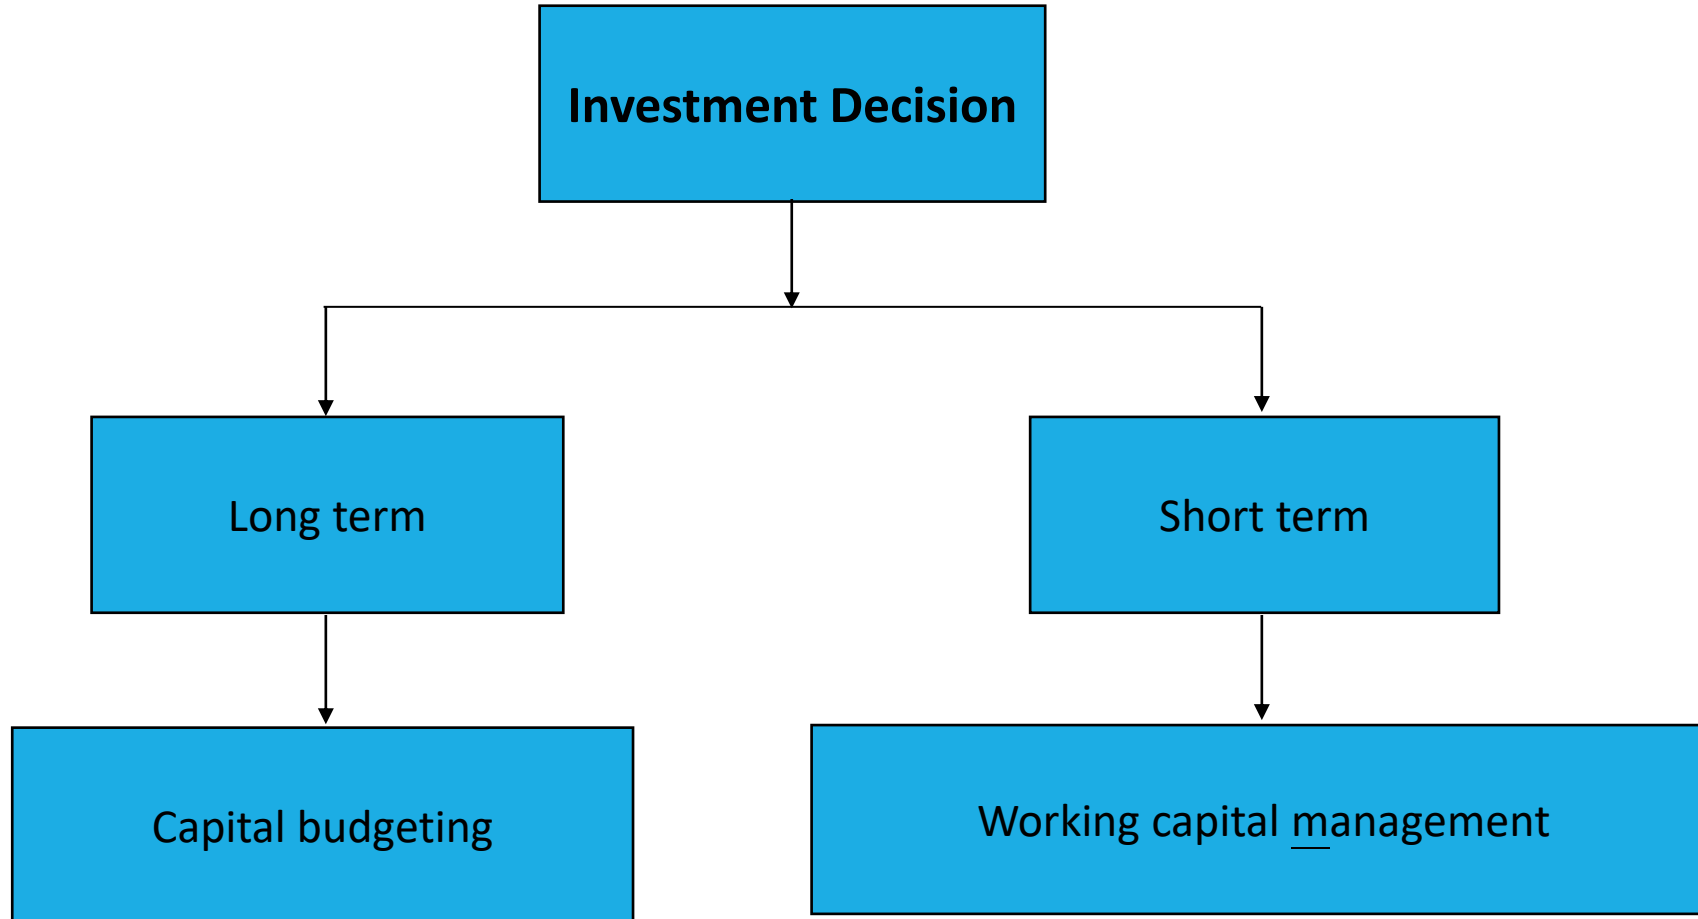 Investment Decision
Long term
Short term
Capital budgeting
Working capital management